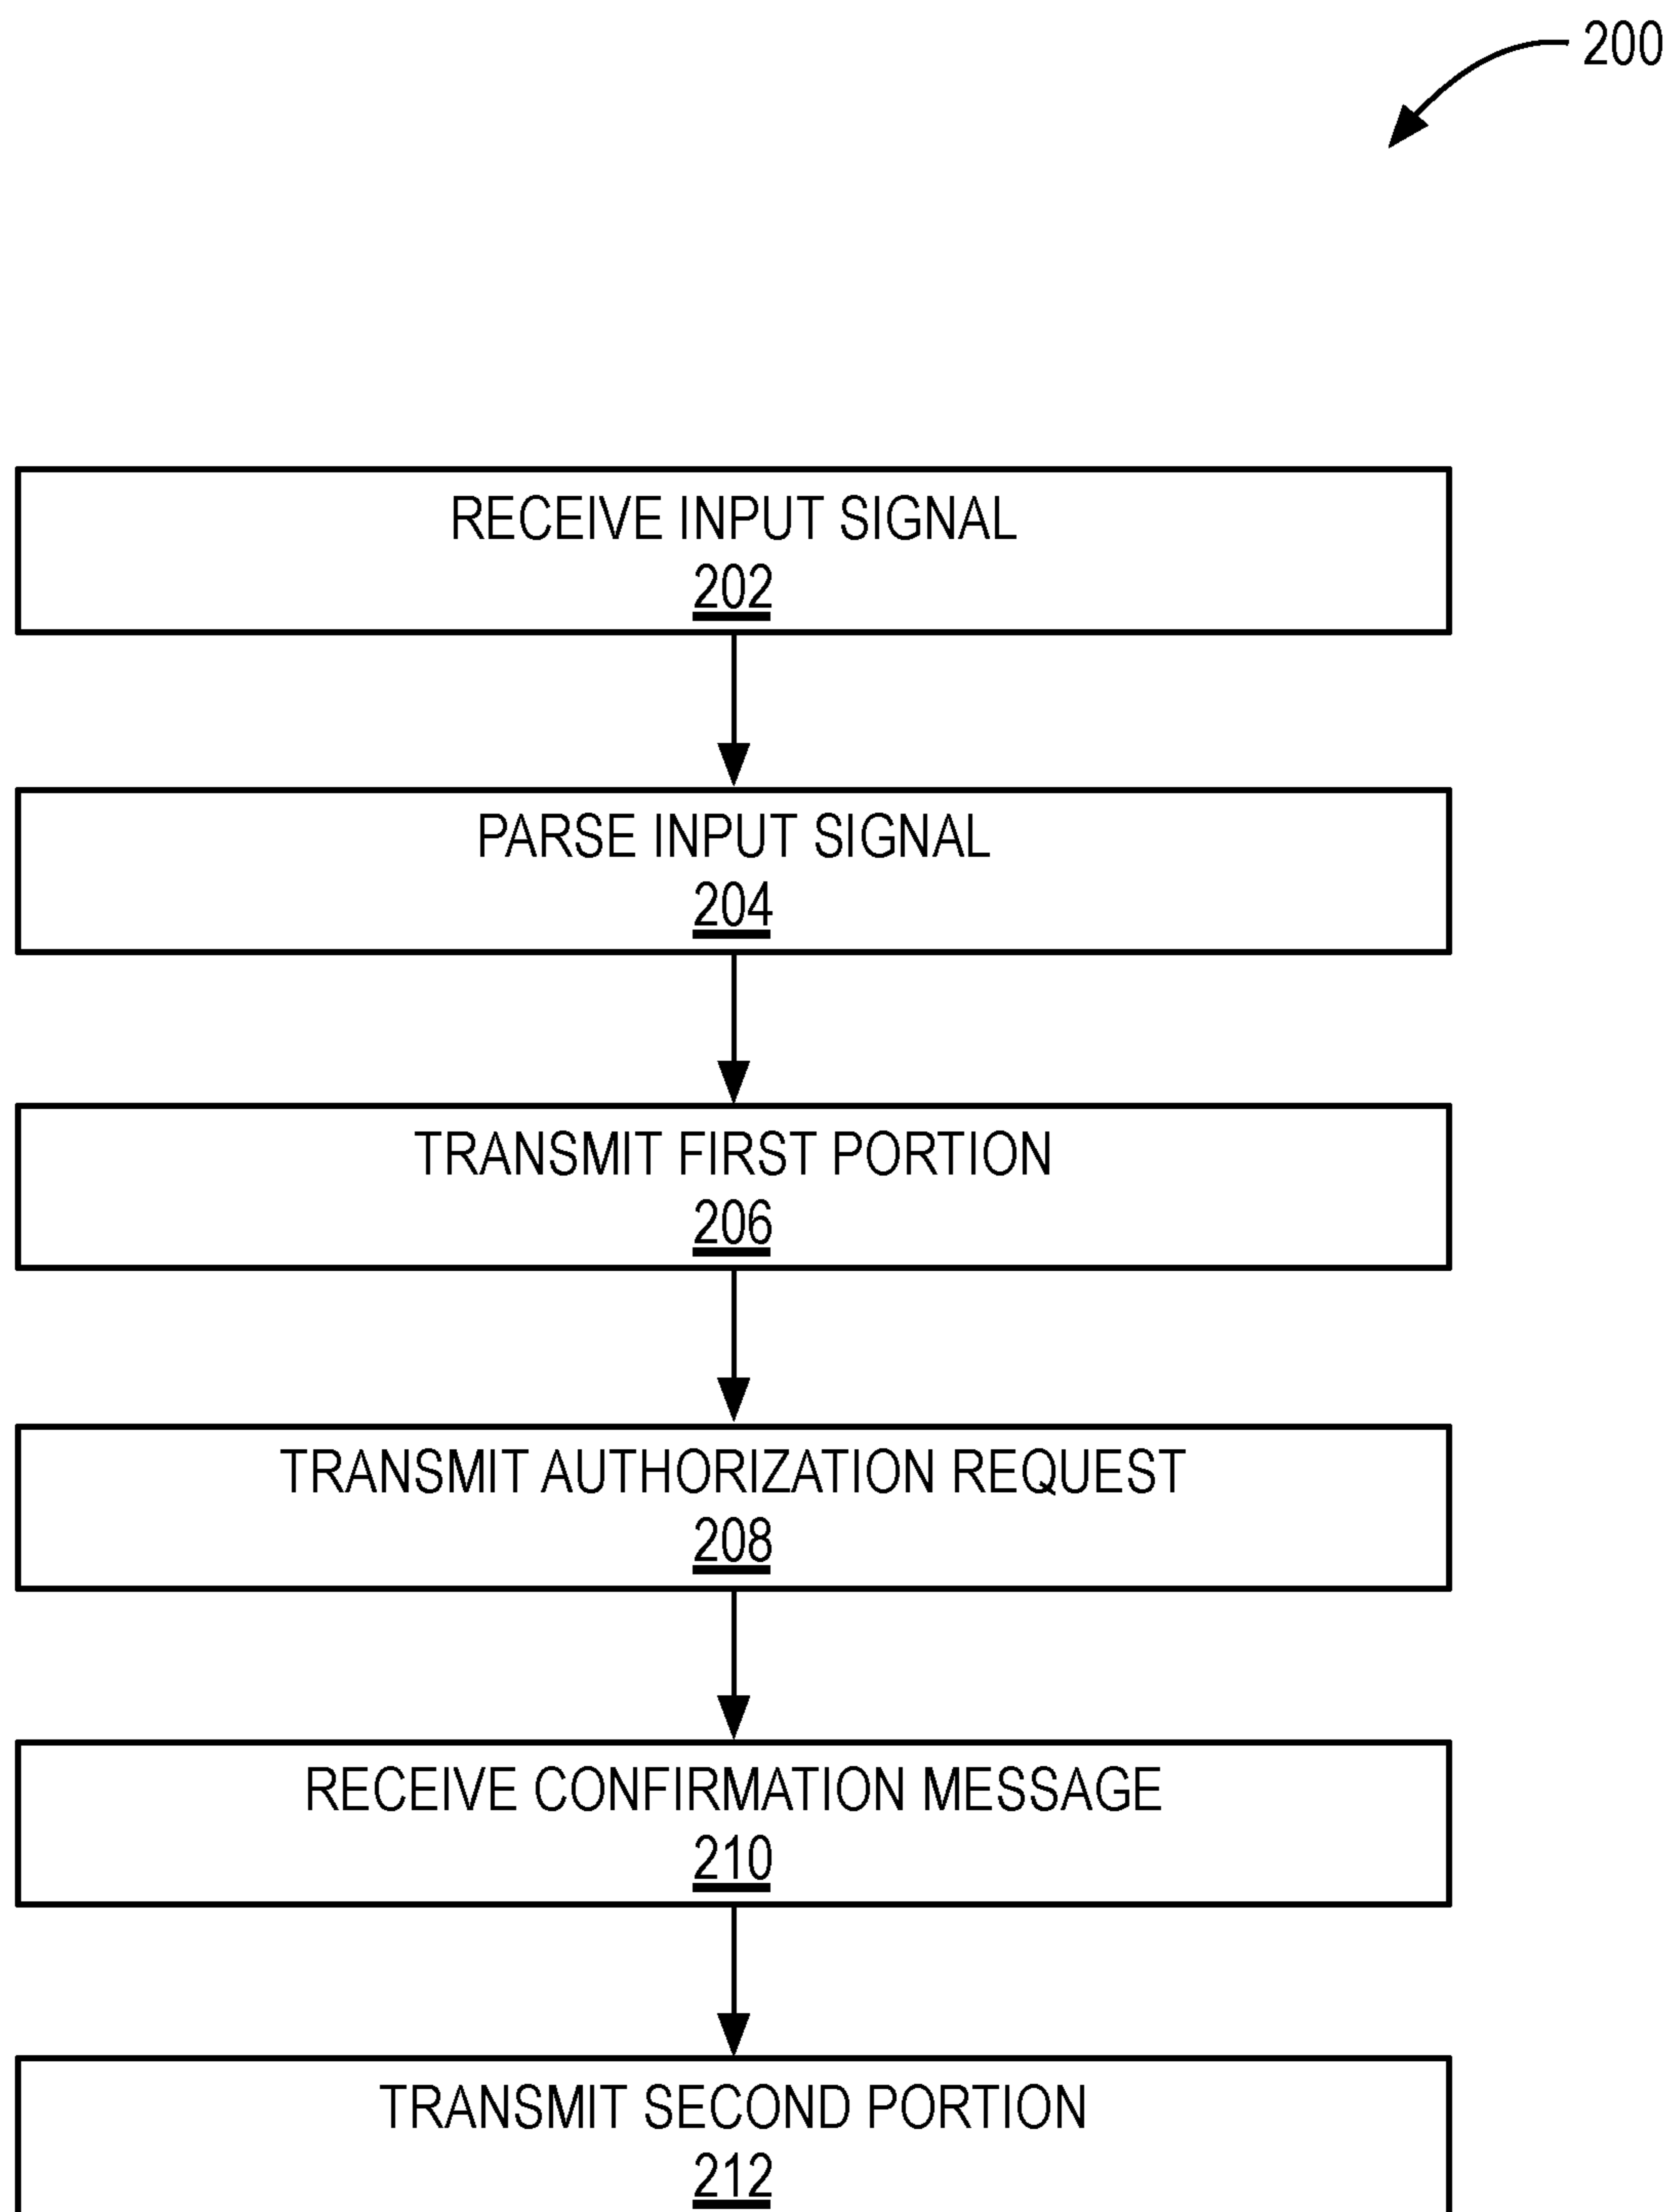 200
RECEIVE INPUT SIGNAL
202
PARSE INPUT SIGNAL
204
TRANSMIT FIRST PORTION
206
TRANSMIT AUTHORIZATION REQUEST
208
RECEIVE CONFIRMATION MESSAGE
210
TRANSMIT SECOND PORTION
212